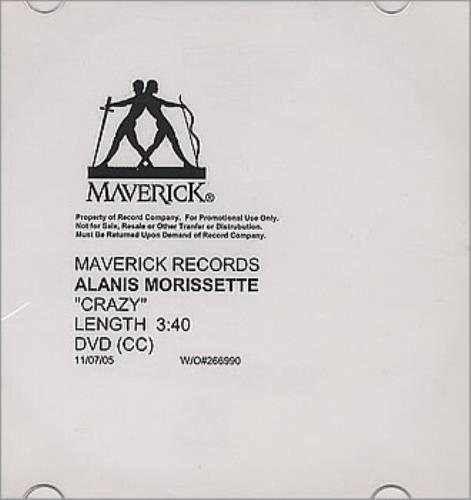 MAVERICK®
Property of Record Company. For Promotional Use Only.
Not for Sale, Resale or Other Tranfer or Distrubution.
Must Be Returned Upon Demand of Record Company.
MAVERICK RECORDS
ALANIS MORISSETTE
"CRAZY"
LENGTH 3:40
DVD (CC)
11/07/05 W/O#266990